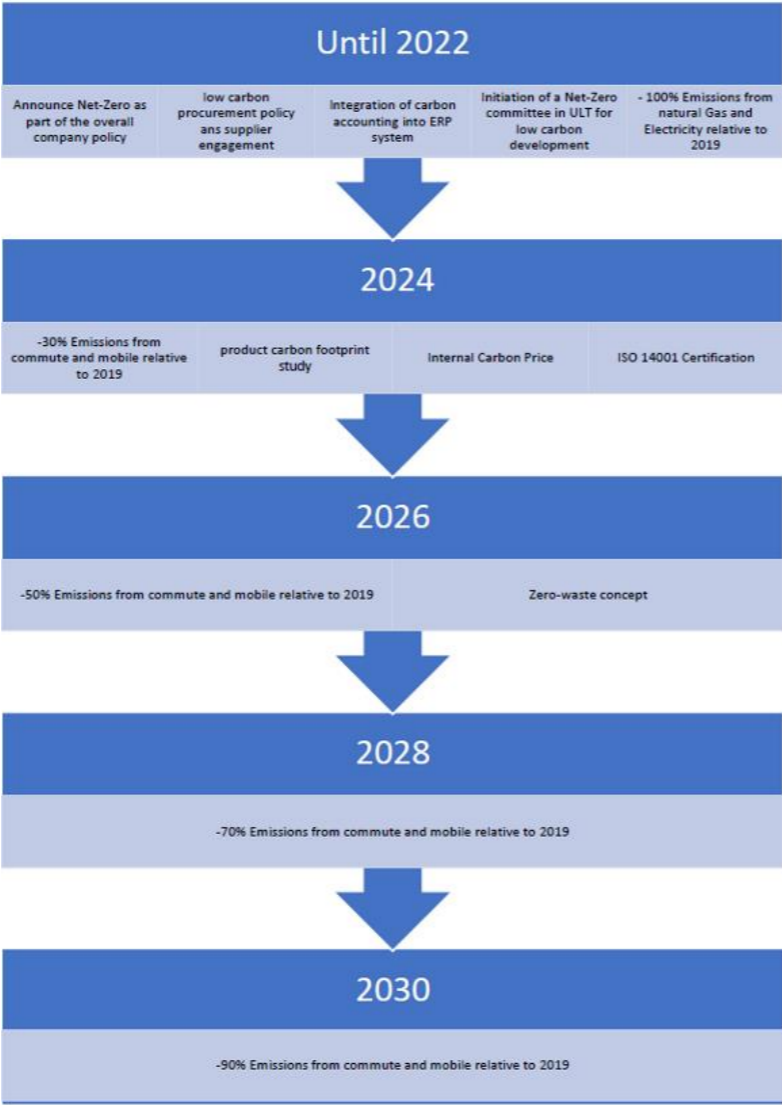 Until 2022
Announce Net-Zero as
part of the overall
company policy
low carbon
procurement policy
ans supplier
engagement
Integration of carbon
accounting into ERP
system
Initiation of a Net-Zero
committee in ULT for
low carbon
development
- 100% Emissions from
natural Gas and
Electricity relative to
2019
2024
-30% Emissions from
commute and mobile relative
to 2019
product carbon footprint
study
Internal Carbon Price
ISO 14001 Certification
2026
-50% Emissions from commute and mobile relative to 2019
Zero-waste concept
2028
-70% Emissions from commute and mobile relative to 2019
2030
-90% Emissions from commute and mobile relative to 2019